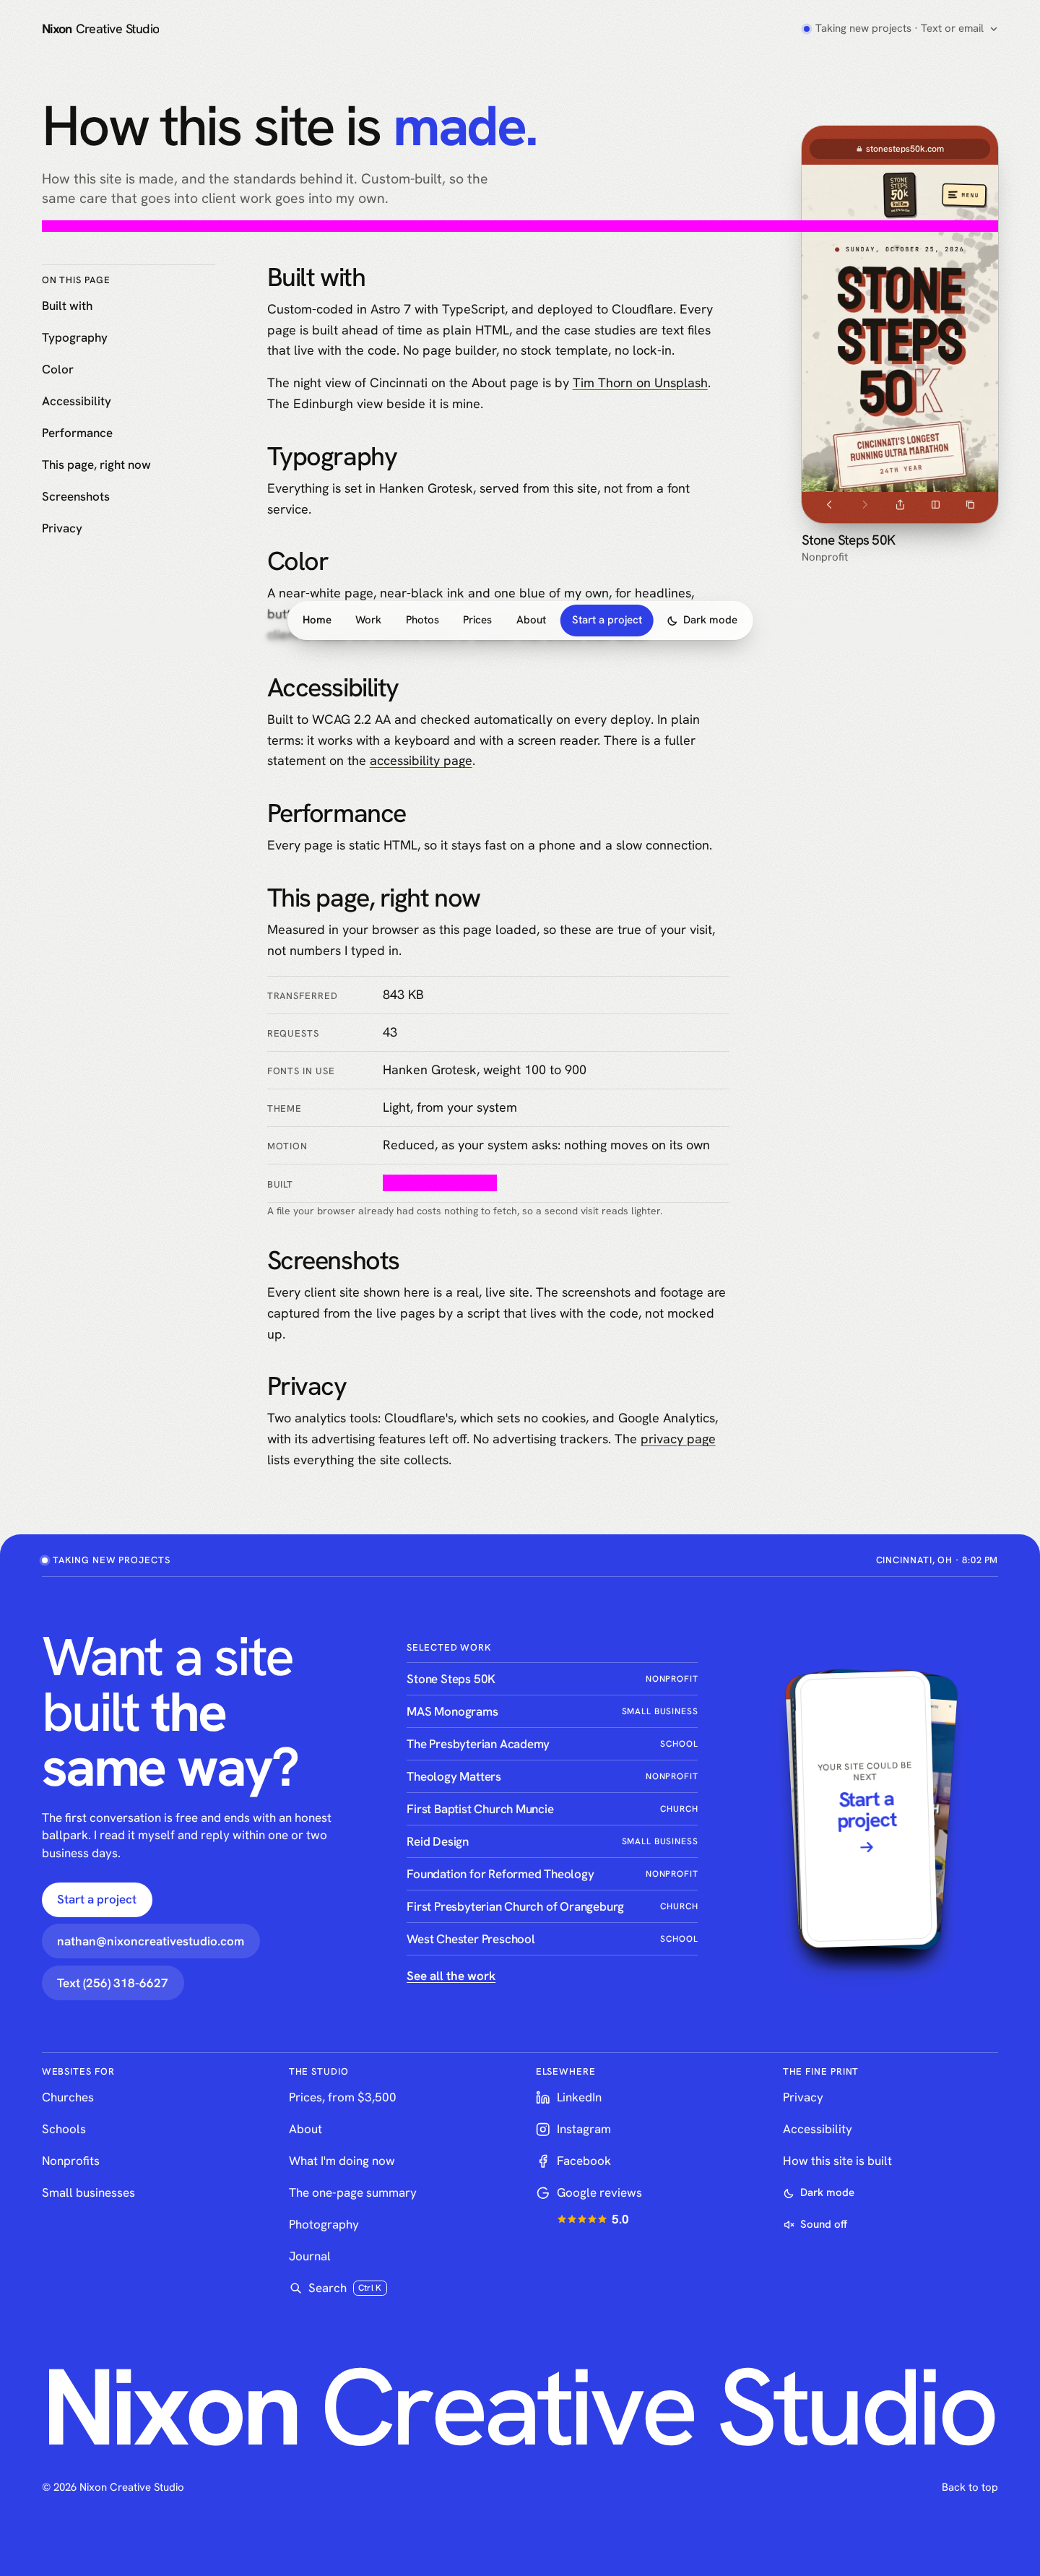 Nixon Creative Studio
Taking new projects · Text or email
How this site is made.
How this site is made, and the standards behind it. Custom-built, so the
same care that goes into client work goes into my own.
stonesteps50k.com
STONE
STEPS
50K
MENU
SUNDAY, OCTOBER 25, 2026
STONE
STEPS
50K
CINCINNATI'S LONGEST
RUNNING ULTRA MARATHON
24TH YEAR
Stone Steps 50K
Nonprofit
ON THIS PAGE
Built with
Typography
Color
Accessibility
Performance
This page, right now
Screenshots
Privacy
Built with
Custom-coded in Astro 7 with TypeScript, and deployed to Cloudflare. Every
page is built ahead of time as plain HTML, and the case studies are text files
that live with the code. No page builder, no stock template, no lock-in.
The night view of Cincinnati on the About page is by Tim Thorn on Unsplash.
The Edinburgh view beside it is mine.
Typography
Everything is set in Hanken Grotesk, served from this site, not from a font
service.
Color
A near-white page, near-black ink and one blue of my own, for headlines,
Home
Work
Photos
Prices
About
Start a project
Dark mode
Accessibility
Built to WCAG 2.2 AA and checked automatically on every deploy. In plain
terms: it works with a keyboard and with a screen reader. There is a fuller
statement on the accessibility page.
Performance
Every page is static HTML, so it stays fast on a phone and a slow connection.
This page, right now
Measured in your browser as this page loaded, so these are true of your visit,
not numbers I typed in.
TRANSFERRED 843 KB
REQUESTS 43
FONTS IN USE Hanken Grotesk, weight 100 to 900
THEME Light, from your system
MOTION Reduced, as your system asks: nothing moves on its own
BUILT
A file your browser already had costs nothing to fetch, so a second visit reads lighter.
Screenshots
Every client site shown here is a real, live site. The screenshots and footage are
captured from the live pages by a script that lives with the code, not mocked
up.
Privacy
Two analytics tools: Cloudflare's, which sets no cookies, and Google Analytics,
with its advertising features left off. No advertising trackers. The privacy page
lists everything the site collects.
TAKING NEW PROJECTS
CINCINNATI, OH · 8:02 PM
Want a site
built the
same way?
The first conversation is free and ends with an honest
ballpark. I read it myself and reply within one or two
business days.
Start a project
nathan@nixoncreativestudio.com
Text (256) 318-6627
SELECTED WORK
Stone Steps 50K NONPROFIT
MAS Monograms SMALL BUSINESS
The Presbyterian Academy SCHOOL
Theology Matters NONPROFIT
First Baptist Church Muncie CHURCH
Reid Design SMALL BUSINESS
Foundation for Reformed Theology NONPROFIT
First Presbyterian Church of Orangeburg CHURCH
West Chester Preschool SCHOOL
See all the work
YOUR SITE COULD BE
NEXT
Start a
project
WEBSITES FOR
Churches
Schools
Nonprofits
Small businesses
THE STUDIO
Prices, from $3,500
About
What I'm doing now
The one-page summary
Photography
Journal
Search Ctrl K
ELSEWHERE
LinkedIn
Instagram
Facebook
Google reviews
5.0
THE FINE PRINT
Privacy
Accessibility
How this site is built
Dark mode
Sound off
Nixon Creative Studio
© 2026 Nixon Creative Studio
Back to top